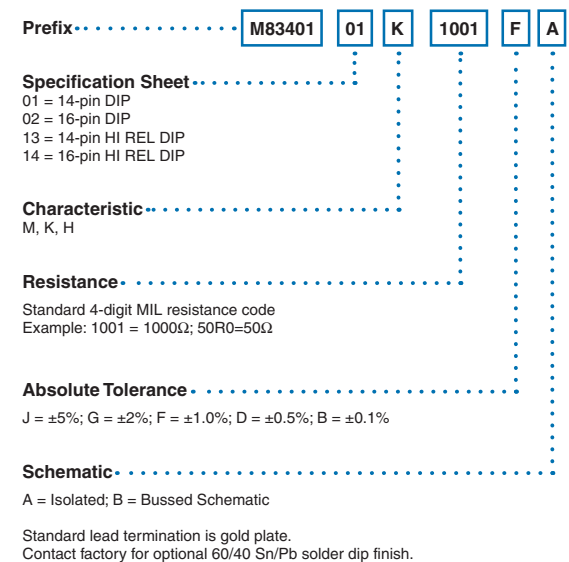 Prefix M83401 01 K 1001 F A
Specification Sheet
01 = 14-pin DIP
02 = 16-pin DIP
13 = 14-pin HI REL DIP
14 = 16-pin HI REL DIP
Characteristic
M, K, H
Resistance
Standard 4-digit MIL resistance code
Example: 1001 = 1000Ω; 50R0=50Ω
Absolute Tolerance
J = ±5%; G = ±2%; F = ±1.0%; D = ±0.5%; B = ±0.1%
Schematic
A = Isolated; B = Bussed Schematic
Standard lead termination is gold plate.
Contact factory for optional 60/40 Sn/Pb solder dip finish.